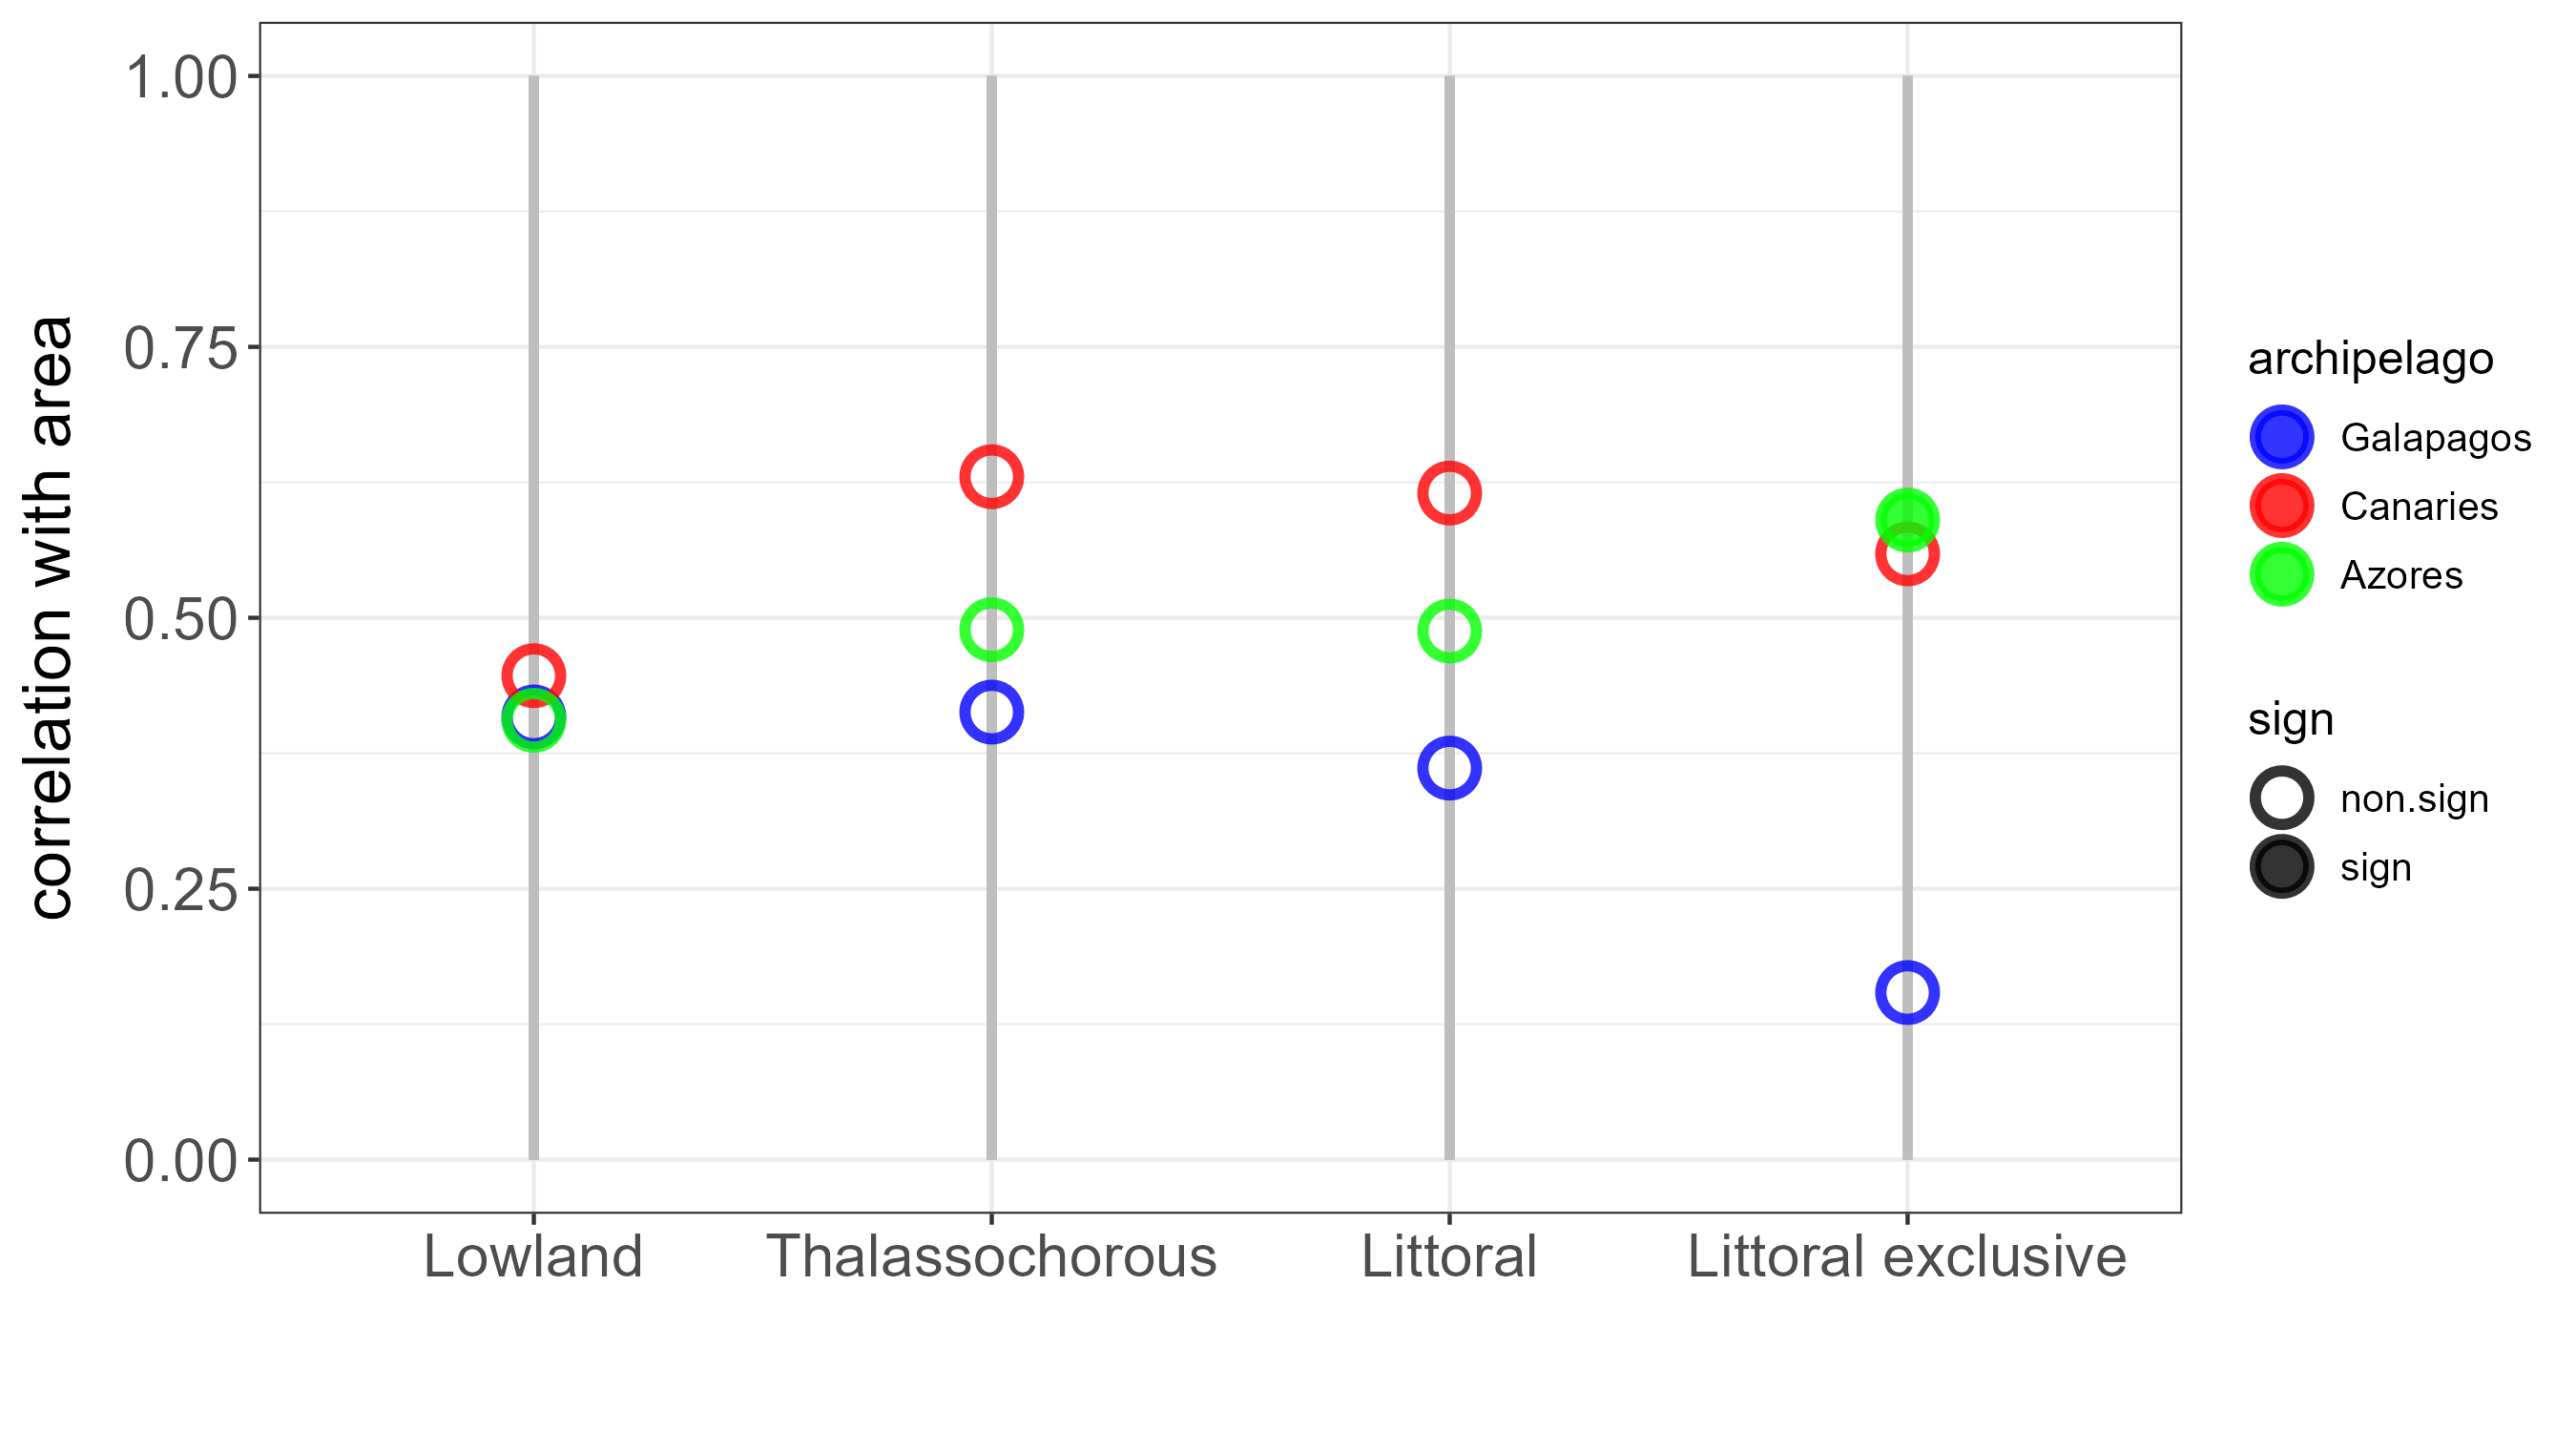 correlation with area
1.00
0.75
0.50
0.25
0.00
Lowland
Thalassochorous
Littoral
Littoral exclusive
archipelago
Galapagos
Canaries
Azores
sign
non.sign
sign